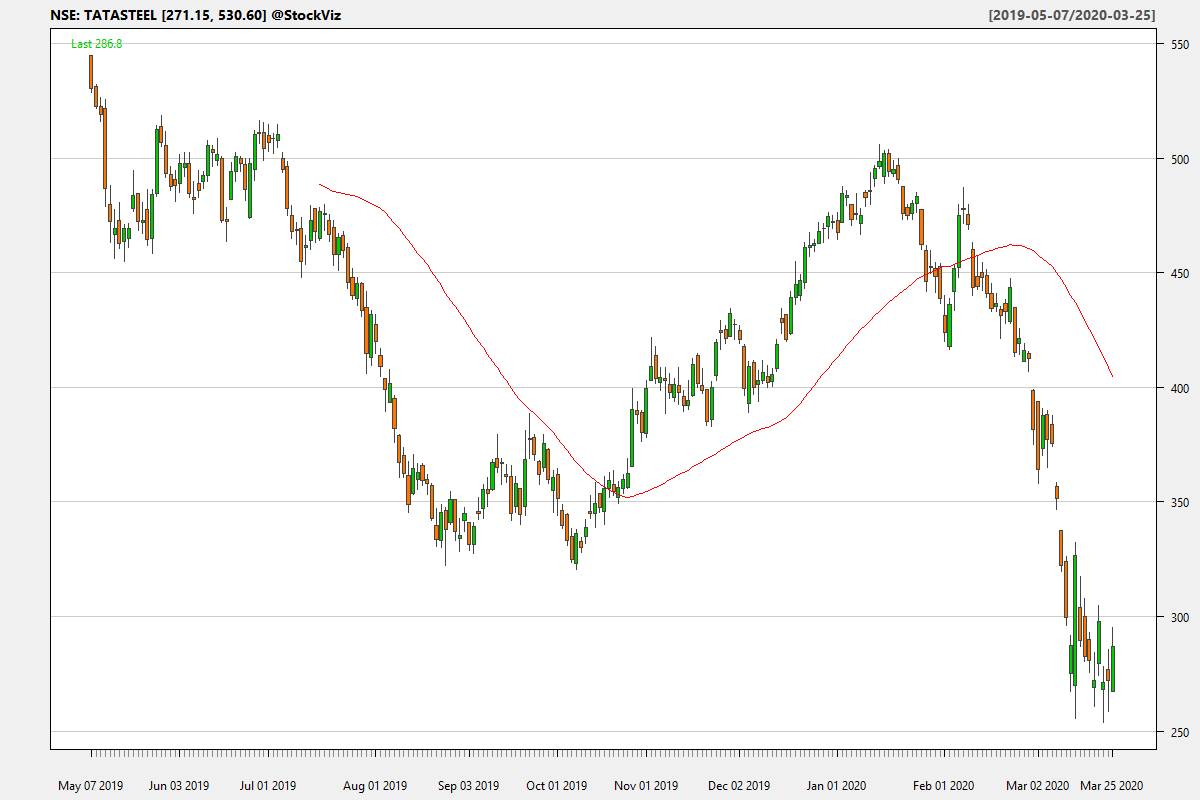 NSE: TATASTEEL [271.15, 530.60] @StockViz
[2019-05-07/2020-03-25]
Last 286.8
550
500
450
400
350
300
250
May 07 2019 Jun 03 2019 Jul 01 2019 Aug 01 2019 Sep 03 2019 Oct 01 2019 Nov 01 2019 Dec 02 2019 Jan 01 2020 Feb 01 2020 Mar 02 2020 Mar 25 2020